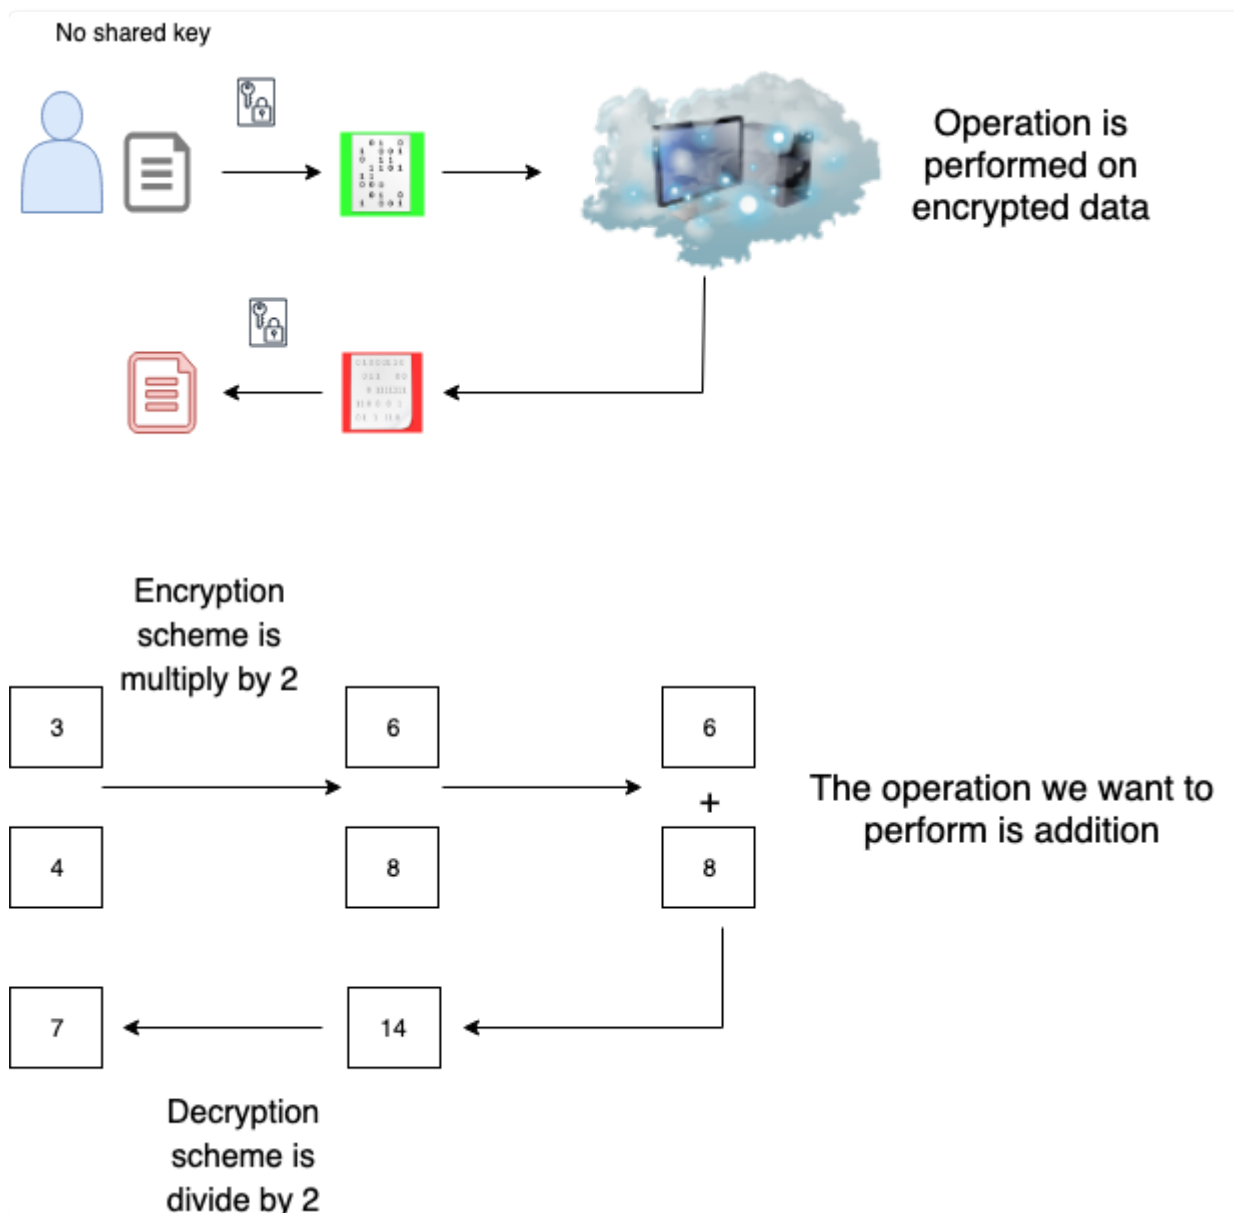 No shared key
Operation is
performed on
encrypted data
Encryption
scheme is
multiply by 2
3
6
6
+
The operation we want to
perform is addition
4
8
8
7
14
Decryption
scheme is
divide by 2